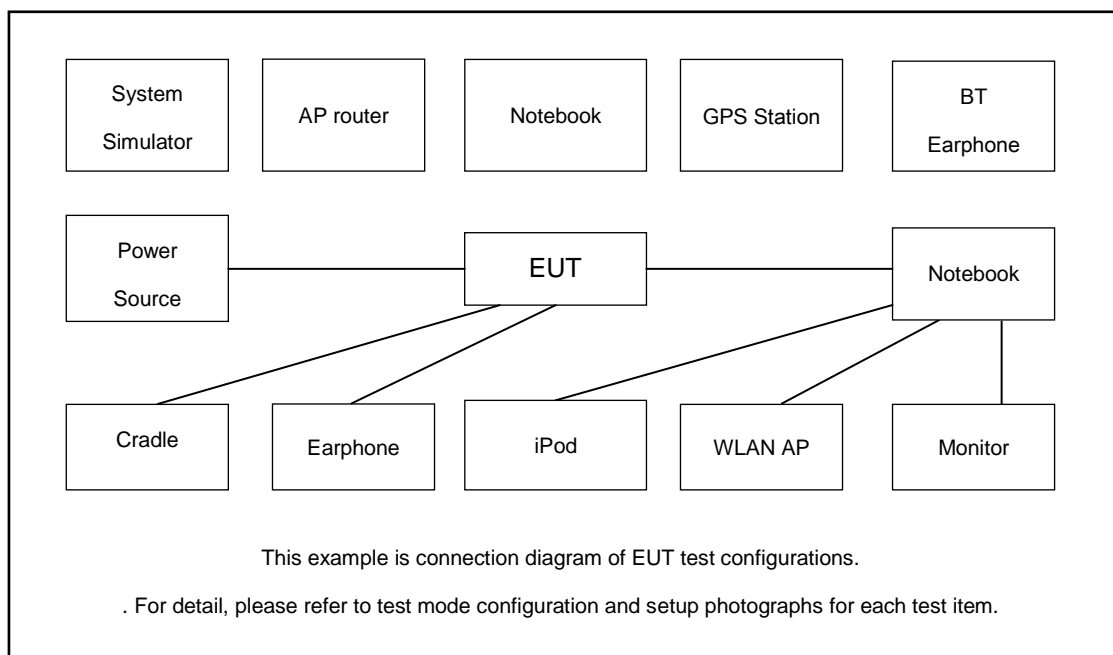 System
Simulator
AP router
Notebook
GPS Station
BT
Earphone
Power
Source
EUT
Notebook
Cradle
Earphone
iPod
WLAN AP
Monitor
This example is connection diagram of EUT test configurations.
. For detail, please refer to test mode configuration and setup photographs for each test item.